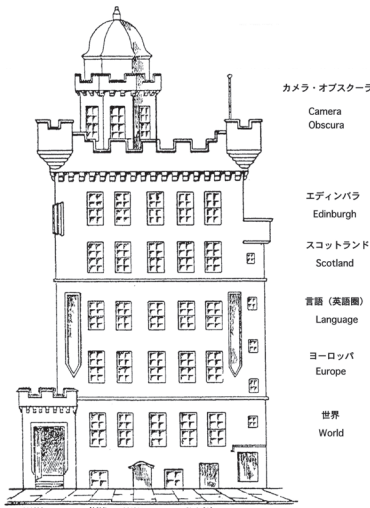 カメラ・オブスクーラ
Camera
Obscura
エディンバラ
Edinburgh
スコットランド
Scotland
言語（英語圏）
Language
ヨーロッパ
Europe
世界
World